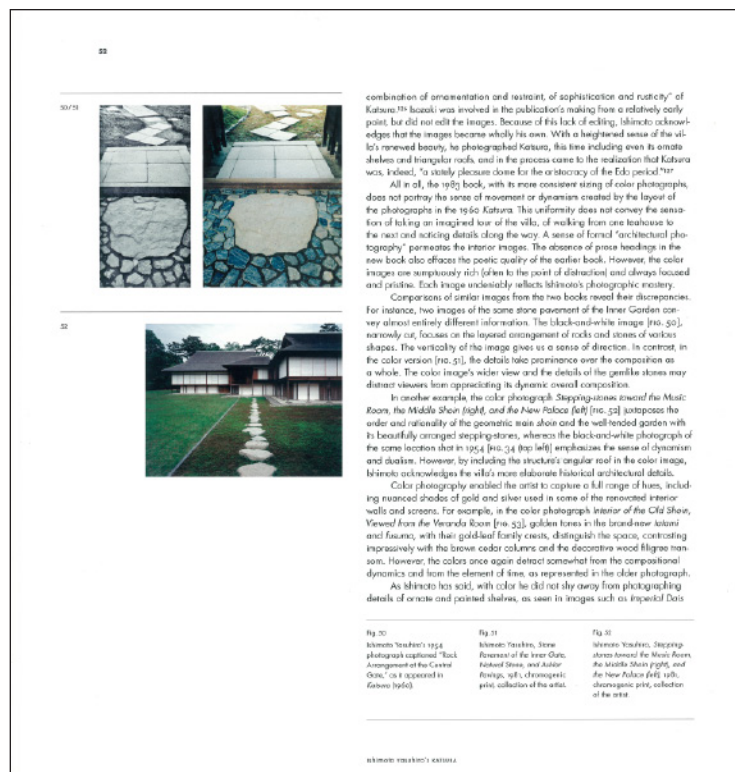 52
50/51
52
combination of ornamentation and restraint, of sophistication and rusticity" of
Katsura.¹³⁶ Isozaki was involved in the publication's making from a relatively early
point, but did not edit the images. Because of this lack of editing, Ishimoto acknowl-
edges that the images became wholly his own. With a heightened sense of the vil-
la's renewed beauty, he photographed Katsura, this time including even its ornate
shelves and triangular roofs, and in the process came to the realization that Katsura
was, indeed, "a stately pleasure dome for the aristocracy of the Edo period."¹³⁷
All in all, the 1983 book, with its more consistent sizing of color photographs,
does not portray the sense of movement or dynamism created by the layout of
the photographs in the 1960 Katsura. This uniformity does not convey the sensa-
tion of taking an imagined tour of the villa, of walking from one teahouse to
the next and noticing details along the way. A sense of formal "architectural pho-
tography" permeates the interior images. The absence of prose headings in the
new book also effaces the poetic quality of the earlier book. However, the color
images are sumptuously rich (often to the point of distraction) and always focused
and pristine. Each image undeniably reflects Ishimoto's photographic mastery.
Comparisons of similar images from the two books reveal their discrepancies.
For instance, two images of the same stone pavement of the Inner Garden con-
vey almost entirely different information. The black-and-white image [FIG. 50],
narrowly cut, focuses on the layered arrangement of rocks and stones of various
shapes. The verticality of the image gives us a sense of direction. In contrast, in
the color version [FIG. 51], the details take prominence over the composition as
a whole. The color image's wider view and the details of the gemlike stones may
distract viewers from appreciating its dynamic overall composition.
In another example, the color photograph Stepping-stones toward the Music
Room, the Middle Shoin (right), and the New Palace (left) [FIG. 52] juxtaposes the
order and rationality of the geometric main shoin and the well-tended garden with
its beautifully arranged stepping-stones, whereas the black-and-white photograph of
the same location shot in 1954 [FIG. 34 (top left)] emphasizes the sense of dynamism
and dualism. However, by including the structure's angular roof in the color image,
Ishimoto acknowledges the villa's more elaborate historical architectural details.
Color photography enabled the artist to capture a full range of hues, includ-
ing nuanced shades of gold and silver used in some of the renovated interior
walls and screens. For example, in the color photograph Interior of the Old Shoin,
Viewed from the Veranda Room [FIG. 53], golden tones in the brand-new tatami
and fusuma, with their gold-leaf family crests, distinguish the space, contrasting
impressively with the brown cedar columns and the decorative wood filigree tran-
som. However, the colors once again detract somewhat from the compositional
dynamics and from the element of time, as represented in the older photograph.
As Ishimoto has said, with color he did not shy away from photographing
details of ornate and painted shelves, as seen in images such as Imperial Dais
Fig. 50
Ishimoto Yasuhiro's 1954
photograph captioned "Rock
Arrangement at the Central
Gate," as it appeared in
Katsura (1960).
Fig. 51
Ishimoto Yasuhiro, Stone
Pavement of the Inner Gate,
Natural Stone, and Ashlar
Pavings, 1981, chromogenic
print, collection of the artist.
Fig. 52
Ishimoto Yasuhiro, Stepping-
stones toward the Music Room,
the Middle Shoin (right), and
the New Palace (left), 1981,
chromogenic print, collection
of the artist.
Ishimoto Yasuhiro's KATSURA